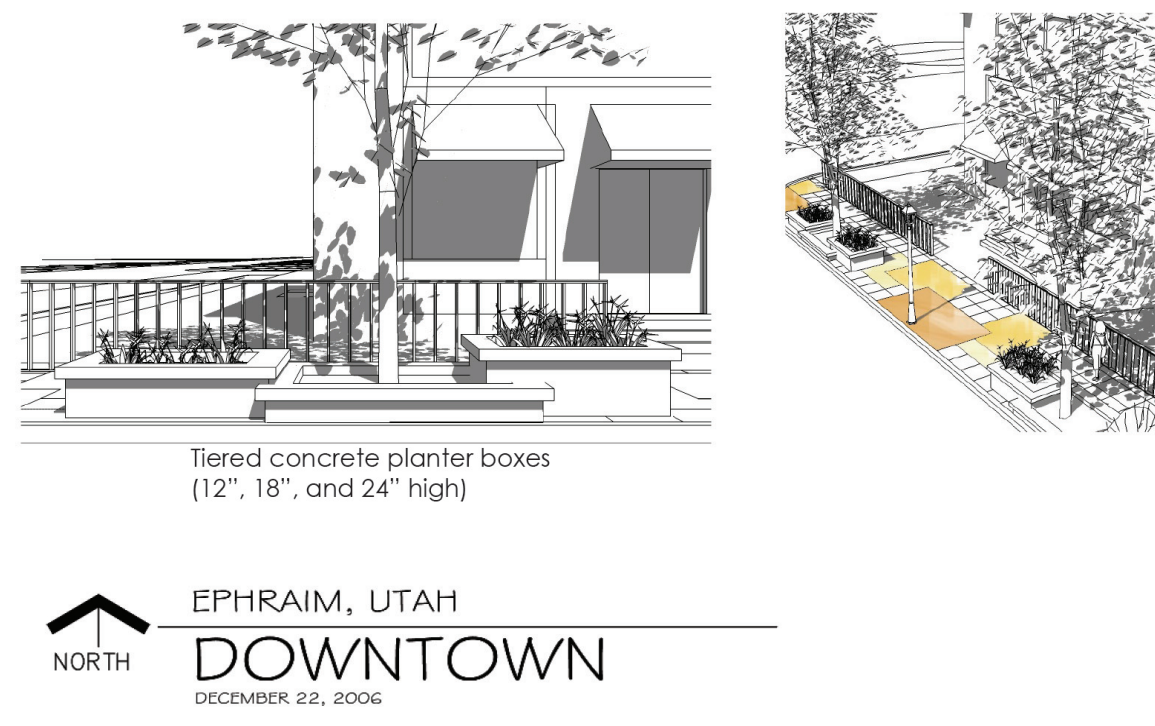 Tiered concrete planter boxes
(12”, 18”, and 24” high)
EPHRAIM, UTAH
NORTH
DOWNTOWN
DECEMBER 22, 2006